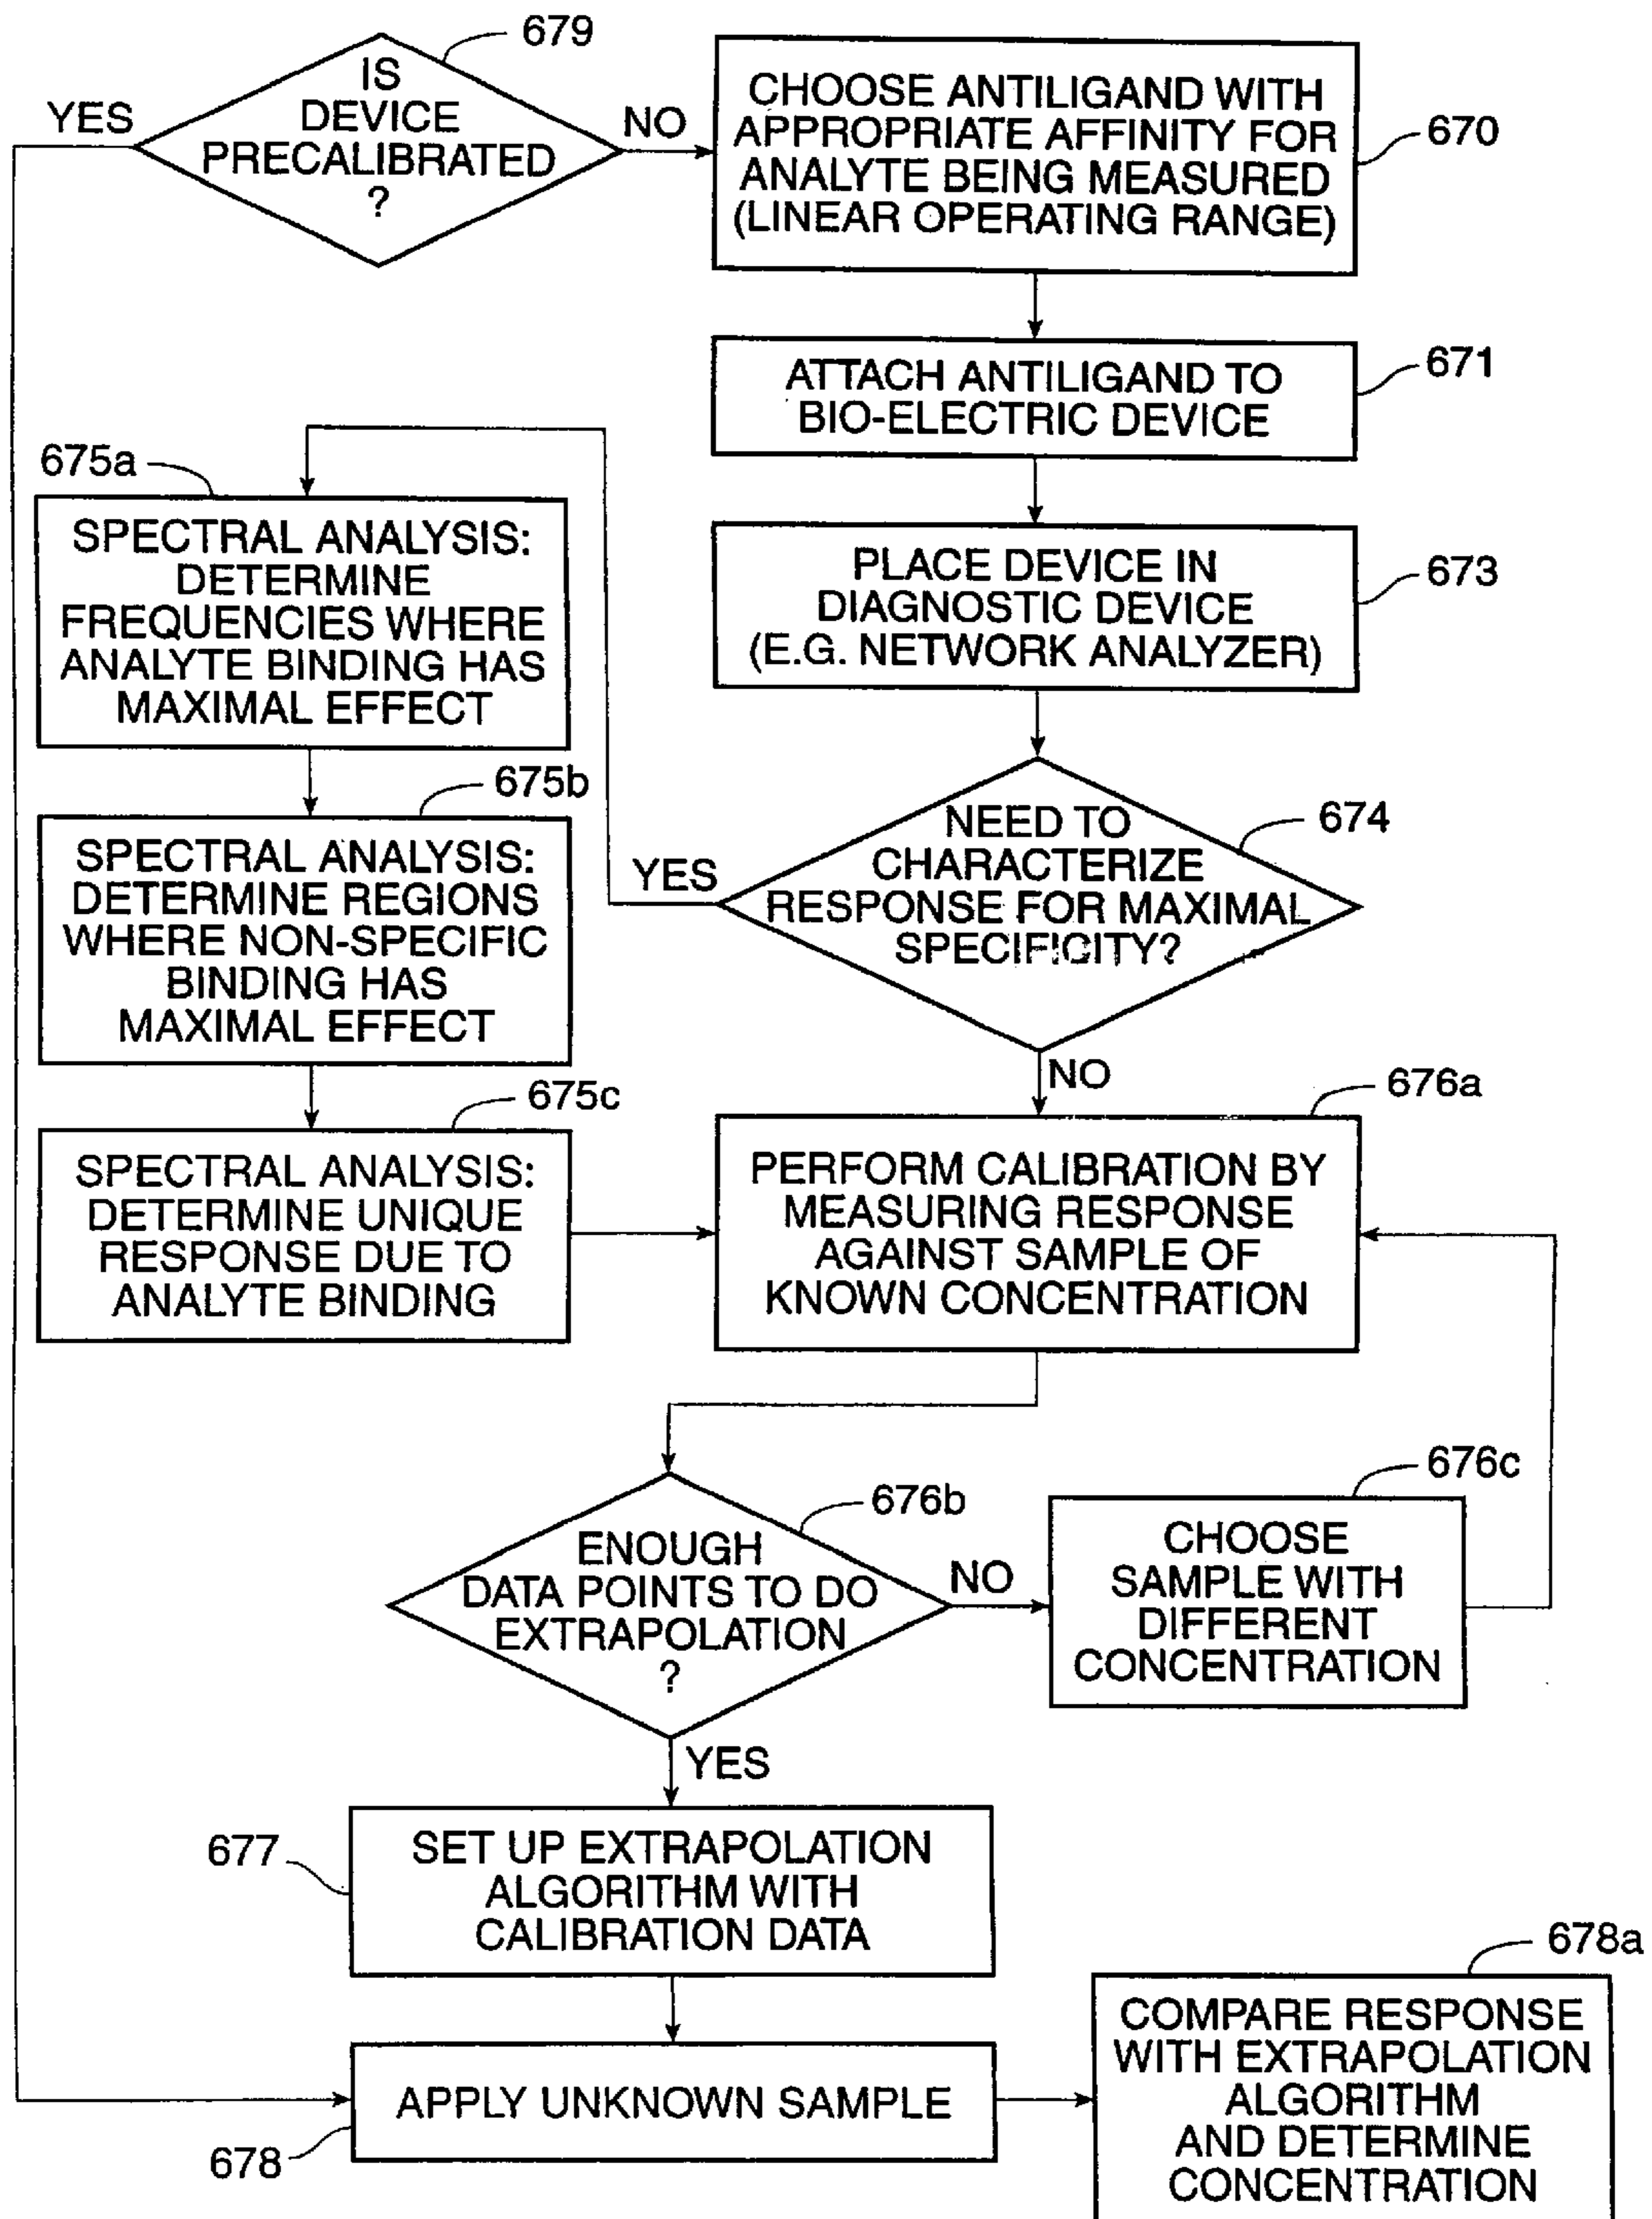 679
IS
DEVICE
PRECALIBRATED
?
YES
NO
CHOOSE ANTILIGAND WITH
APPROPRIATE AFFINITY FOR
ANALYTE BEING MEASURED
(LINEAR OPERATING RANGE)
670
ATTACH ANTILIGAND TO
BIO-ELECTRIC DEVICE
671
PLACE DEVICE IN
DIAGNOSTIC DEVICE
(E.G. NETWORK ANALYZER)
673
NEED TO
CHARACTERIZE
RESPONSE FOR MAXIMAL
SPECIFICITY?
674
YES
NO
675a
SPECTRAL ANALYSIS:
DETERMINE
FREQUENCIES WHERE
ANALYTE BINDING HAS
MAXIMAL EFFECT
675b
SPECTRAL ANALYSIS:
DETERMINE REGIONS
WHERE NON-SPECIFIC
BINDING HAS
MAXIMAL EFFECT
675c
SPECTRAL ANALYSIS:
DETERMINE UNIQUE
RESPONSE DUE TO
ANALYTE BINDING
676a
PERFORM CALIBRATION BY
MEASURING RESPONSE
AGAINST SAMPLE OF
KNOWN CONCENTRATION
676b
ENOUGH
DATA POINTS TO DO
EXTRAPOLATION
?
NO
676c
CHOOSE
SAMPLE WITH
DIFFERENT
CONCENTRATION
YES
677
SET UP EXTRAPOLATION
ALGORITHM WITH
CALIBRATION DATA
678
APPLY UNKNOWN SAMPLE
678a
COMPARE RESPONSE
WITH EXTRAPOLATION
ALGORITHM
AND DETERMINE
CONCENTRATION